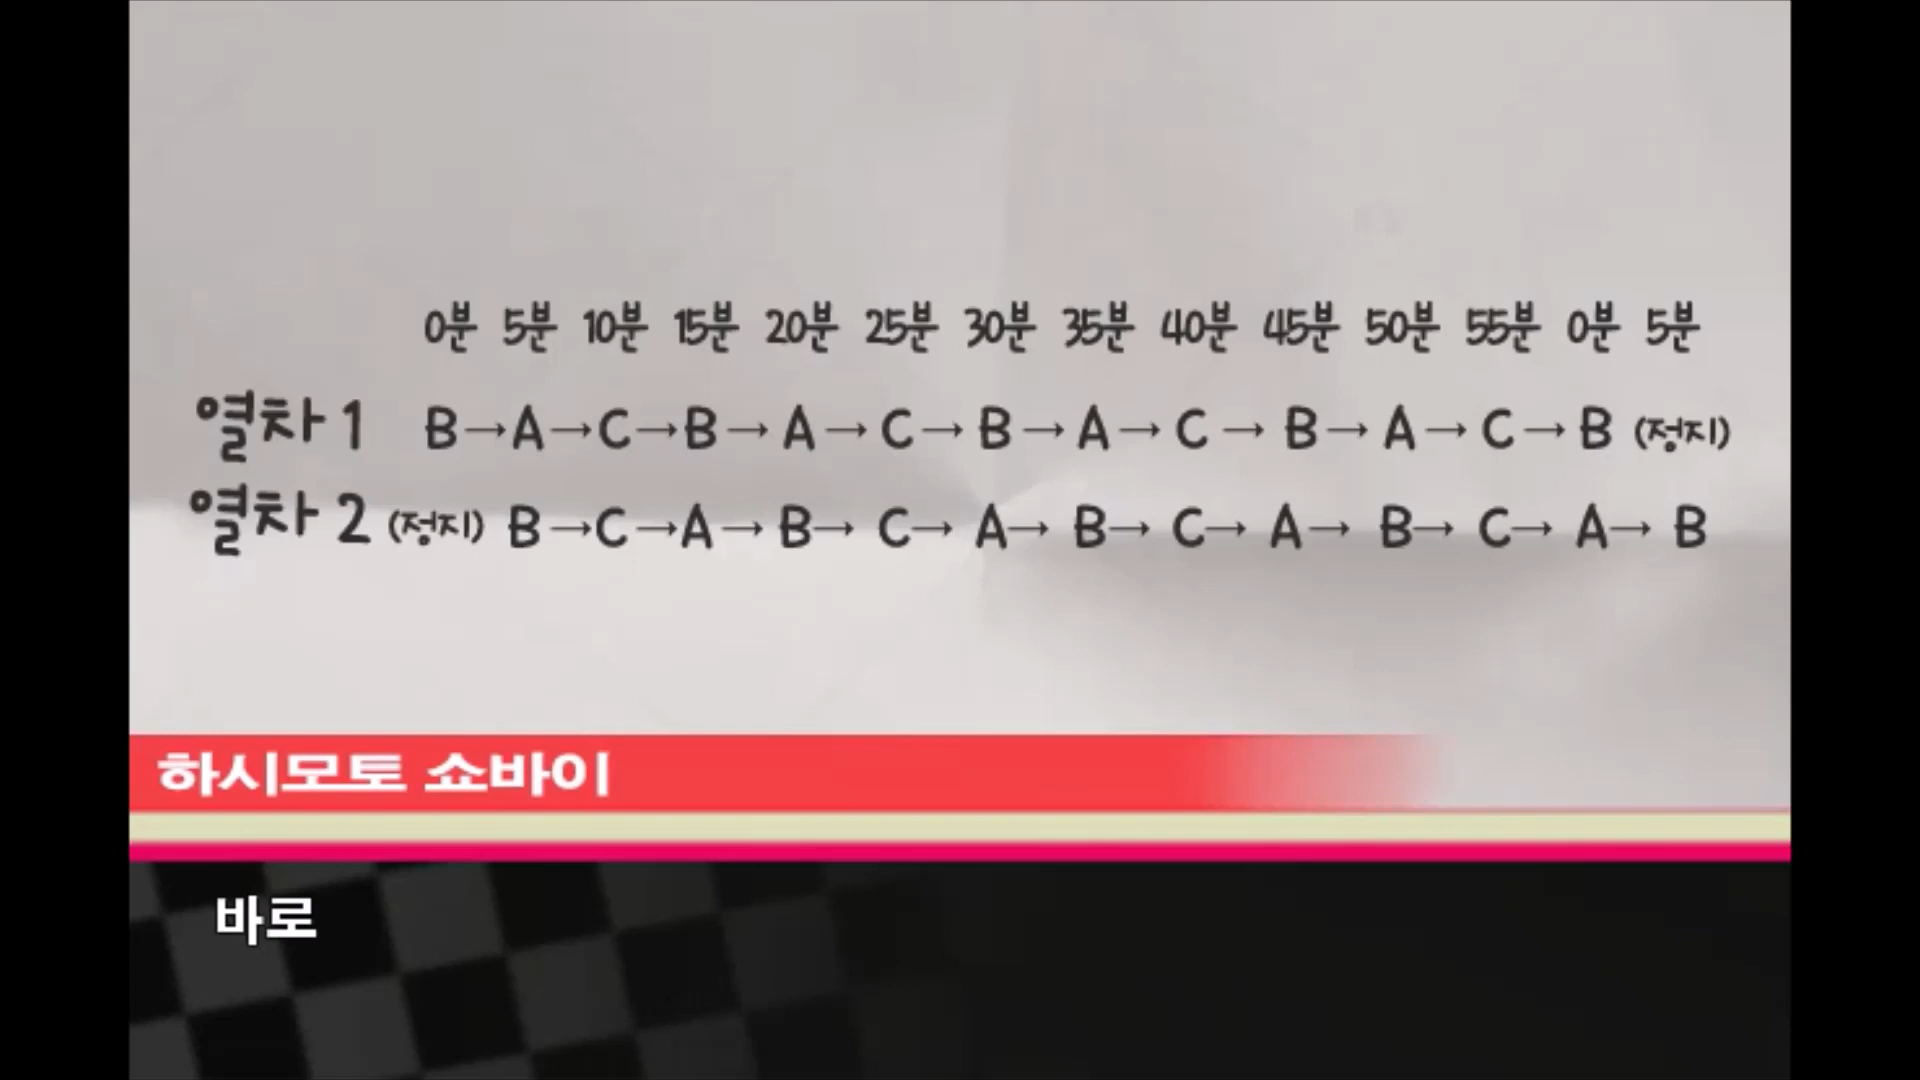 0분 5분 10분 15분 20분 25분 30분 35분 40분 45분 50분 55분 0분 5분
열차 1 B→A→C→B→A→C→B→A→C→B→A→C→B (정지)
열차 2 (정지) B→C→A→B→C→A→B→C→A→B→C→A→B
하시모토 쇼바이
바로